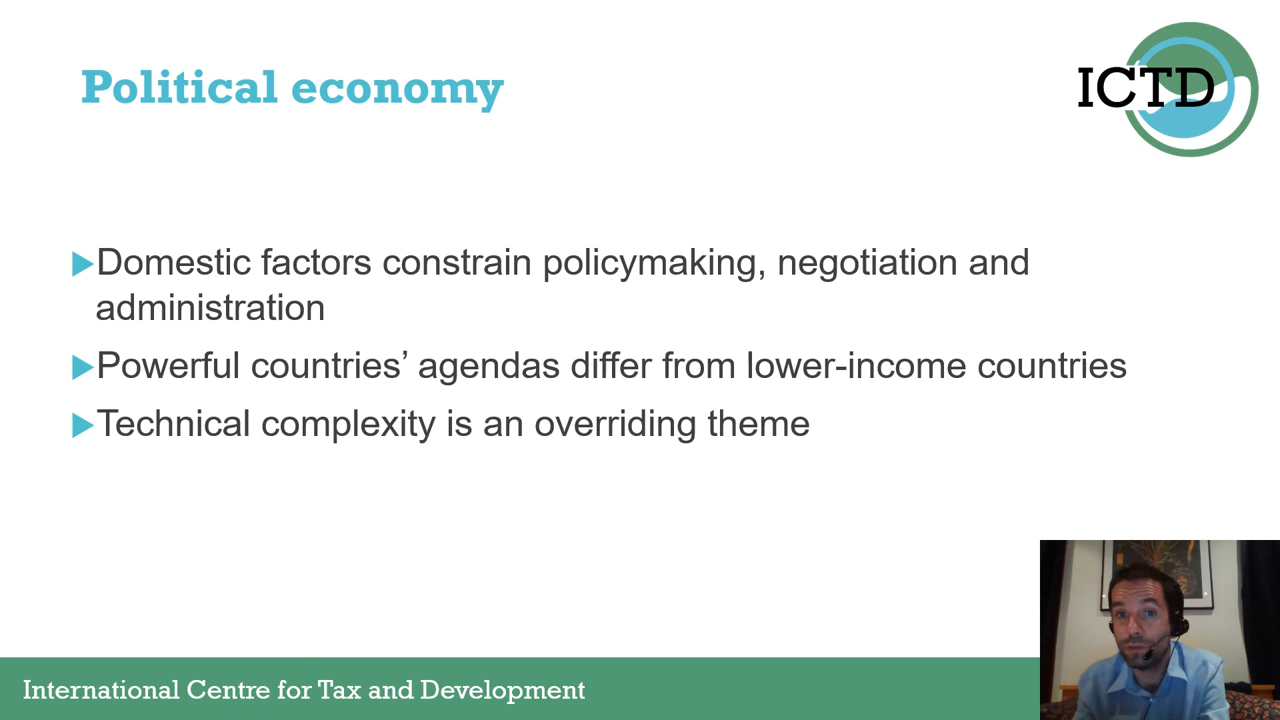 Political economy
ICTD
▶Domestic factors constrain policymaking, negotiation and
administration
▶Powerful countries’ agendas differ from lower-income countries
▶Technical complexity is an overriding theme
International Centre for Tax and Development